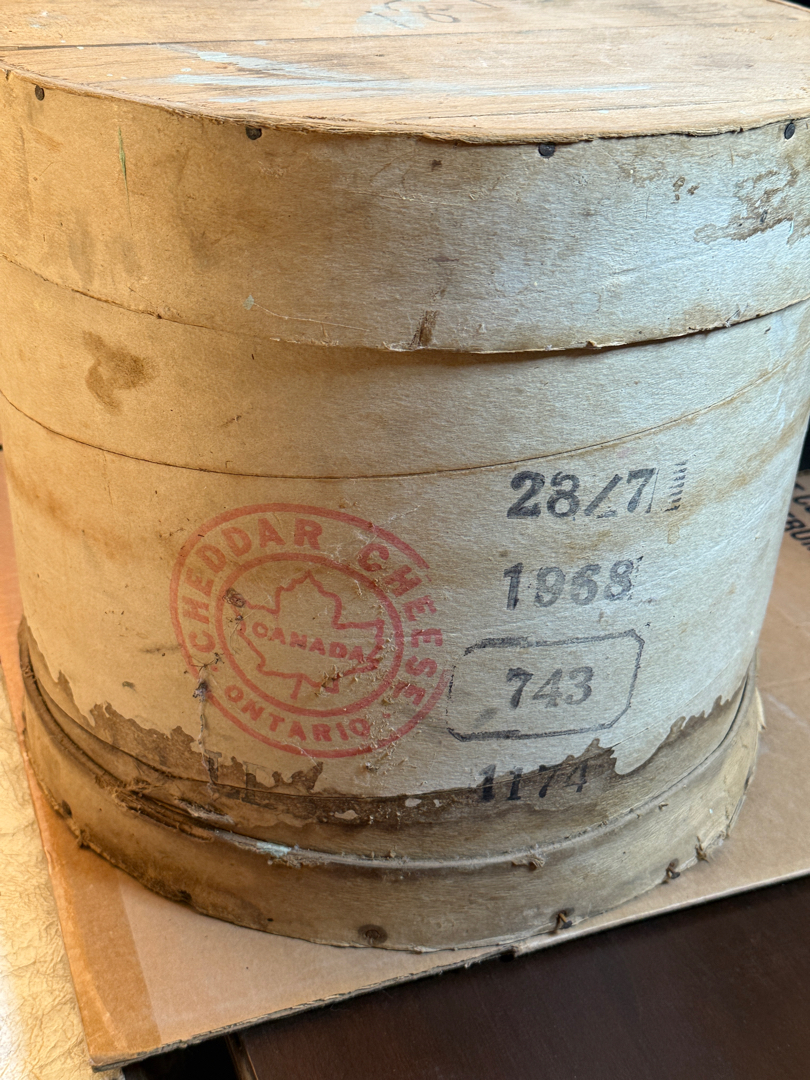 CHEDDAR CHEESE
CANADA
ONTARIO
28/7
1968
743
1174